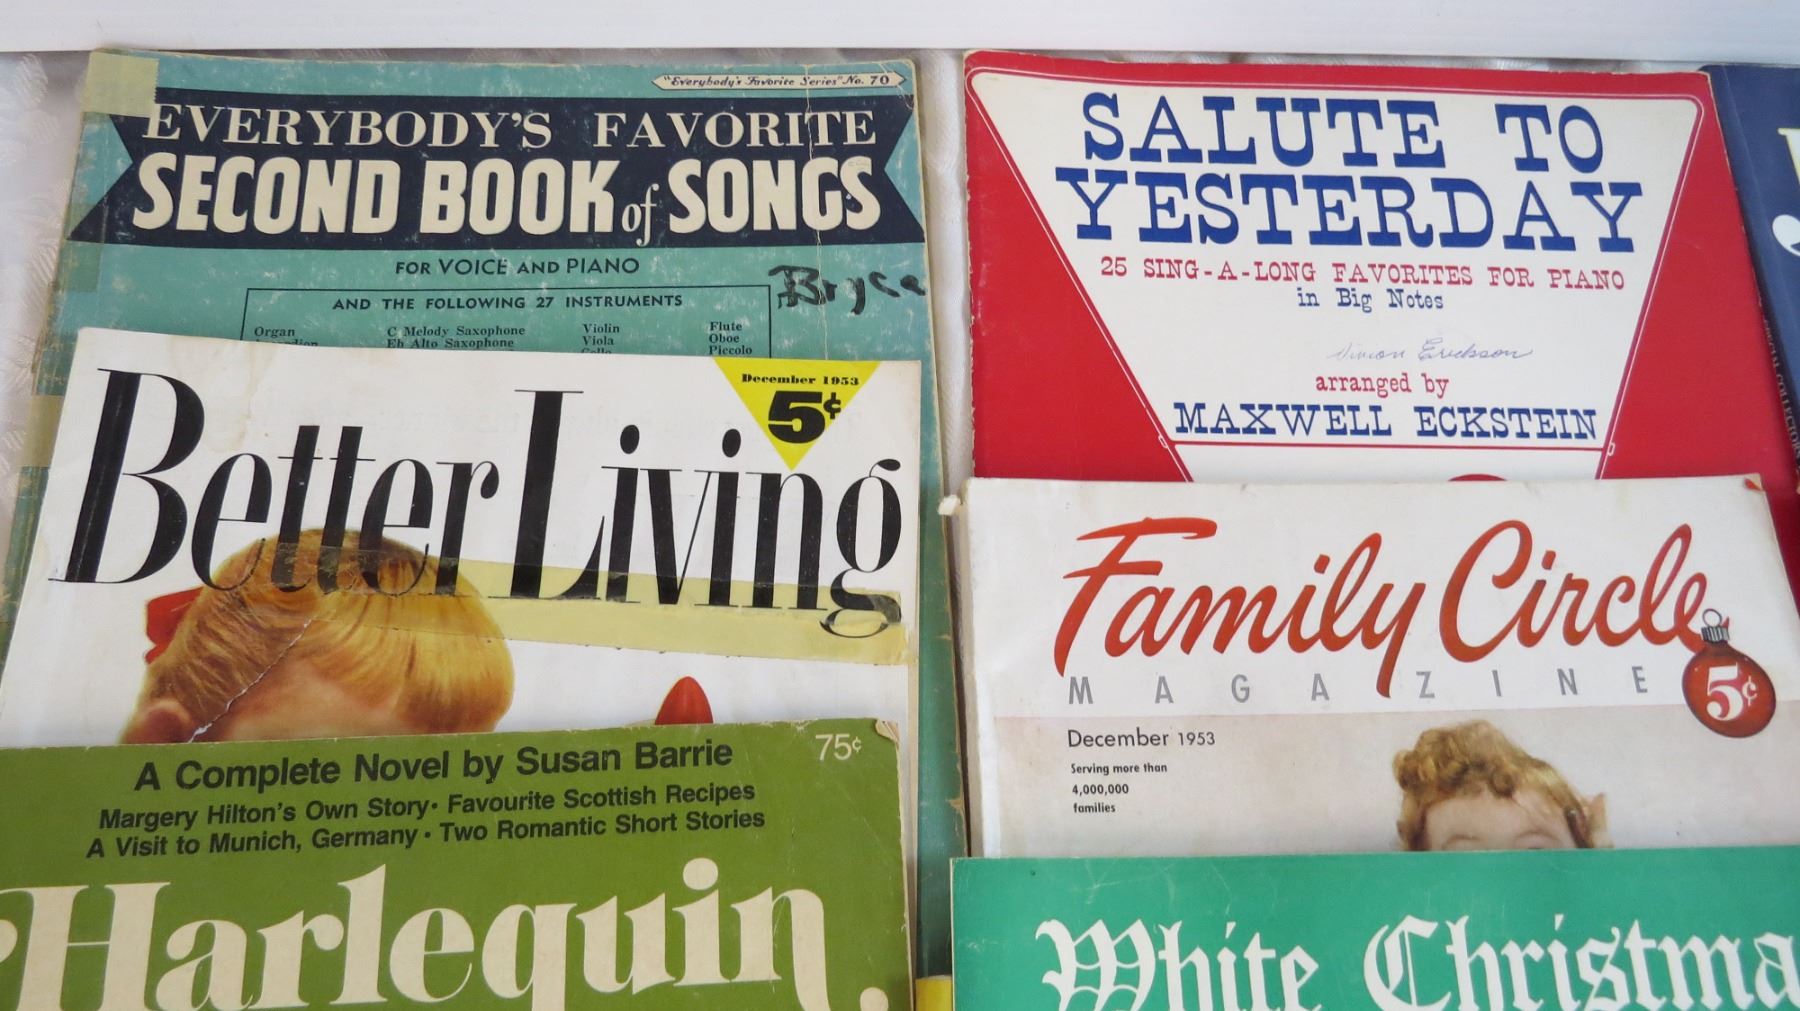 "Everybody's Favorite Series" No. 70
EVERYBODY'S FAVORITE
SECOND BOOK of SONGS
FOR VOICE AND PIANO
AND THE FOLLOWING 27 INSTRUMENTS
Bryce
Organ C Melody Saxophone Violin Flute
Accordion Eb Alto Saxophone Viola Oboe
Cello Piccolo
Better Living
December 1953
5¢
A Complete Novel by Susan Barrie
75¢
Margery Hilton's Own Story • Favourite Scottish Recipes
A Visit to Munich, Germany • Two Romantic Short Stories
Harlequin
SALUTE TO
YESTERDAY
25 SING-A-LONG FAVORITES FOR PIANO
in Big Notes
Erickson
arranged by
MAXWELL ECKSTEIN
Family Circle
MAGAZINE
5¢
December 1953
Serving more than
4,000,000
families
White Christma